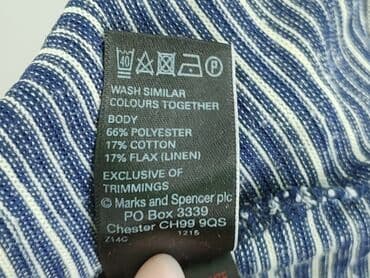 40 P
WASH SIMILAR
COLOURS TOGETHER
BODY
66% POLYESTER
17% COTTON
17% FLAX (LINEN)
EXCLUSIVE OF
TRIMMINGS
© Marks and Spencer plc
PO Box 3339
Chester CH99 9QS
Z14C 1215